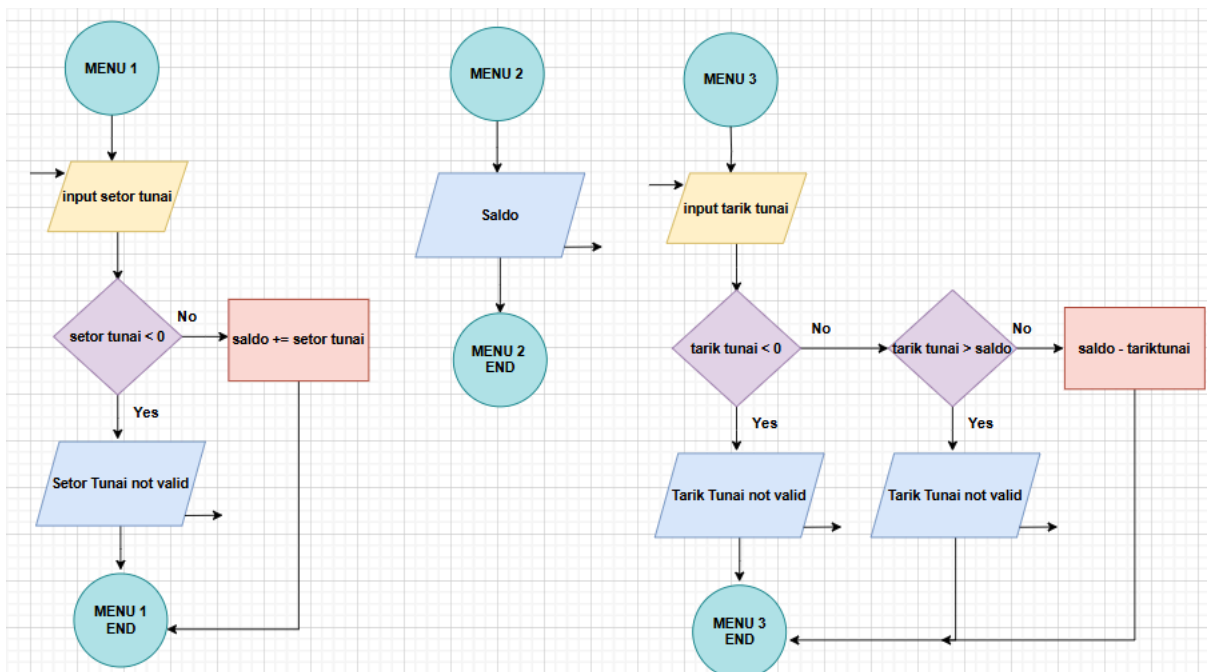 MENU 1
input setor tunai
setor tunai < 0
No
saldo += setor tunai
Yes
Setor Tunai not valid
MENU 1
END
MENU 2
Saldo
MENU 2
END
MENU 3
input tarik tunai
tarik tunai < 0
No
tarik tunai > saldo
No
saldo - tariktunai
Yes
Yes
Tarik Tunai not valid
Tarik Tunai not valid
MENU 3
END